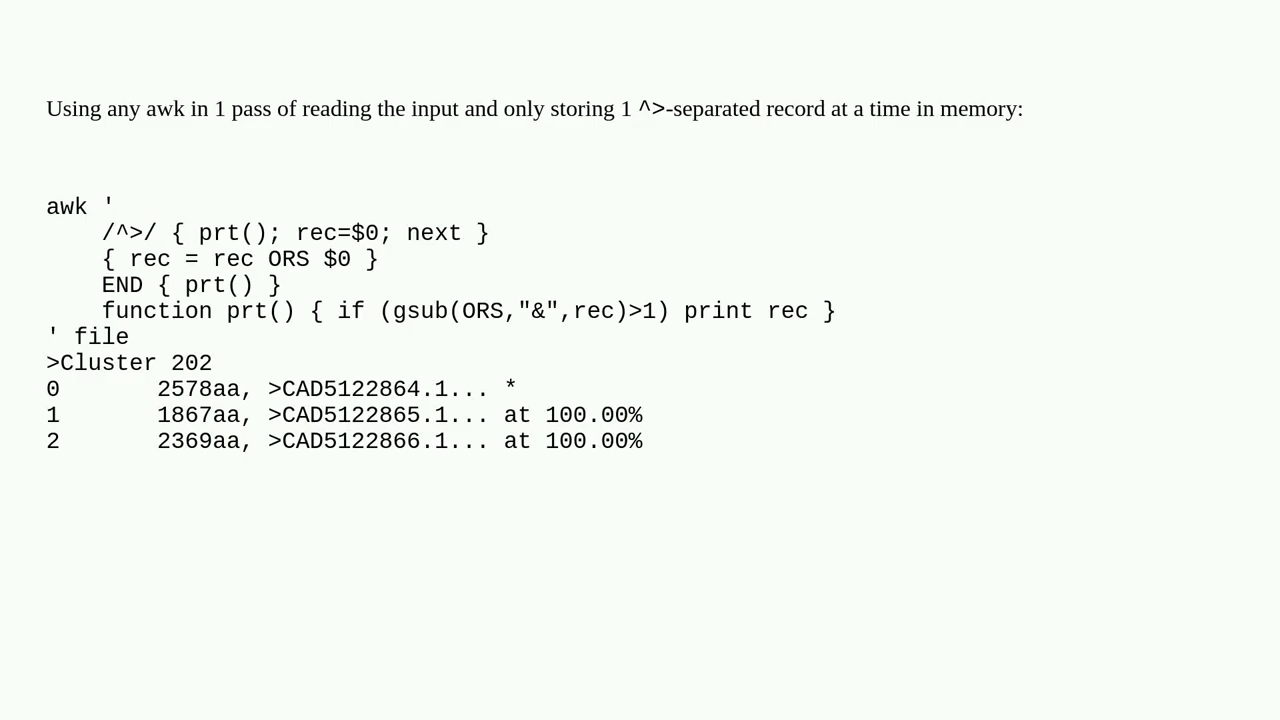 Using any awk in 1 pass of reading the input and only storing 1 ^>-separated record at a time in memory:
awk '
    /^>/ { prt(); rec=$0; next }
    { rec = rec ORS $0 }
    END { prt() }
    function prt() { if (gsub(ORS,"&",rec)>1) print rec }
' file
>Cluster 202
0       2578aa, >CAD5122864.1... *
1       1867aa, >CAD5122865.1... at 100.00%
2       2369aa, >CAD5122866.1... at 100.00%